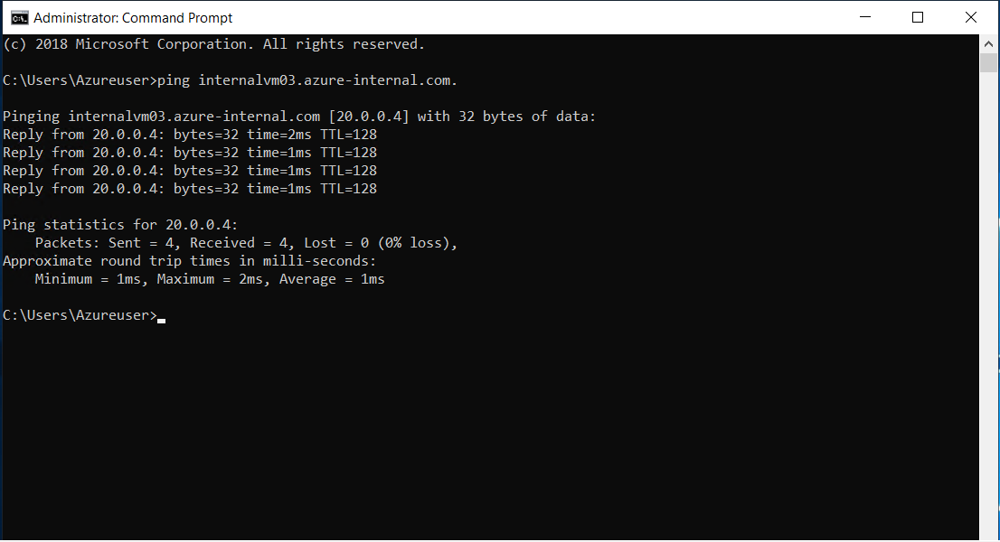 Administrator: Command Prompt
(c) 2018 Microsoft Corporation. All rights reserved.
C:\Users\Azureuser>ping internalvm03.azure-internal.com.
Pinging internalvm03.azure-internal.com [20.0.0.4] with 32 bytes of data:
Reply from 20.0.0.4: bytes=32 time=2ms TTL=128
Reply from 20.0.0.4: bytes=32 time=1ms TTL=128
Reply from 20.0.0.4: bytes=32 time=1ms TTL=128
Reply from 20.0.0.4: bytes=32 time=1ms TTL=128
Ping statistics for 20.0.0.4:
    Packets: Sent = 4, Received = 4, Lost = 0 (0% loss),
Approximate round trip times in milli-seconds:
    Minimum = 1ms, Maximum = 2ms, Average = 1ms
C:\Users\Azureuser>